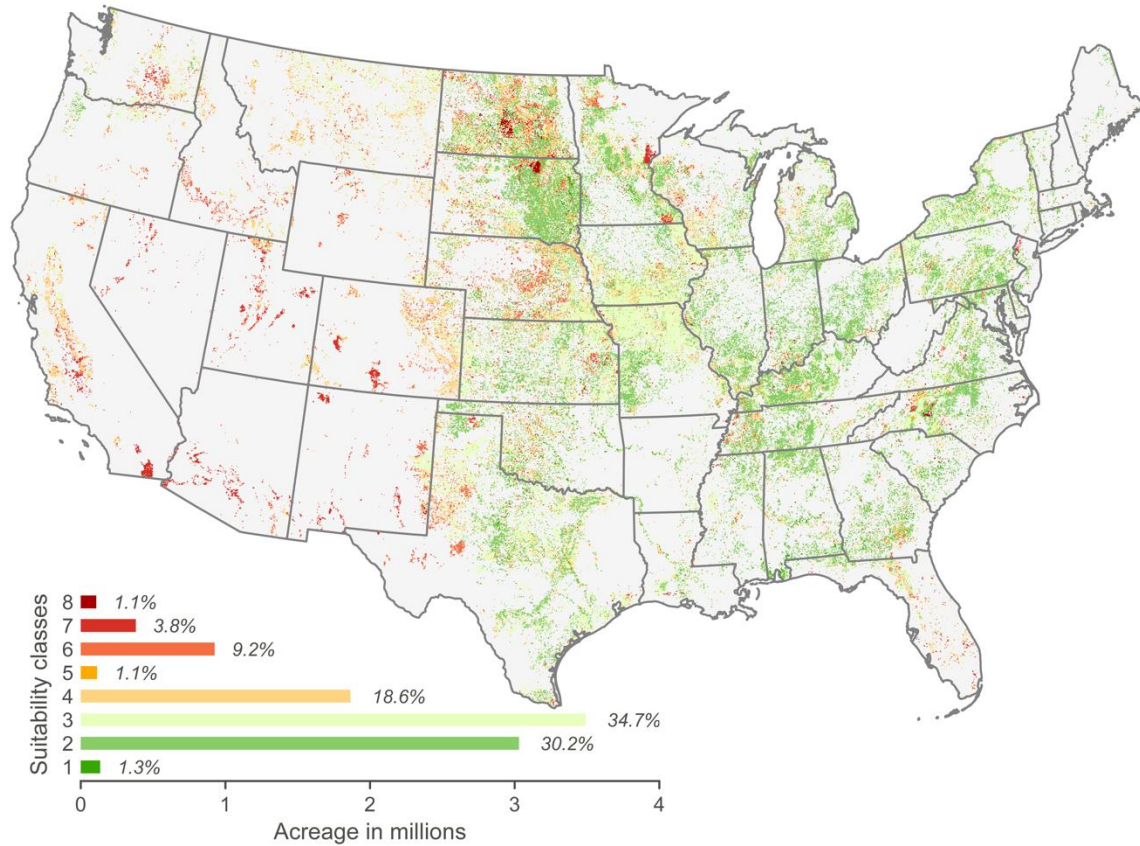 Suitability classes
8 1.1%
7 3.8%
6 9.2%
5 1.1%
4 18.6%
3 34.7%
2 30.2%
1 1.3%
0 1 2 3 4
Acreage in millions